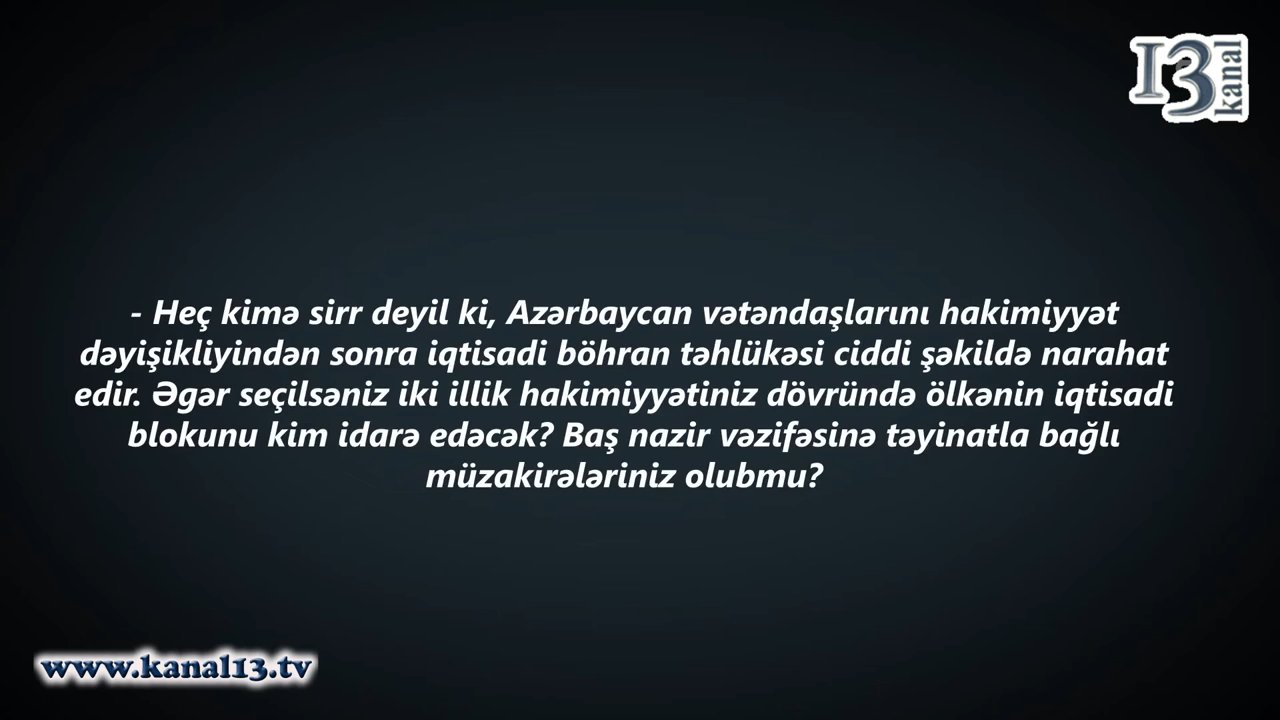 13 kanal
- Heç kimə sirr deyil ki, Azərbaycan vətəndaşlarını hakimiyyət
dəyişikliyindən sonra iqtisadi böhran təhlükəsi ciddi şəkildə narahat
edir. Əgər seçilsəniz iki illik hakimiyyətiniz dövründə ölkənin iqtisadi
blokunu kim idarə edəcək? Baş nazir vəzifəsinə təyinatla bağlı
müzakirələriniz olubmu?
www.kanal13.tv